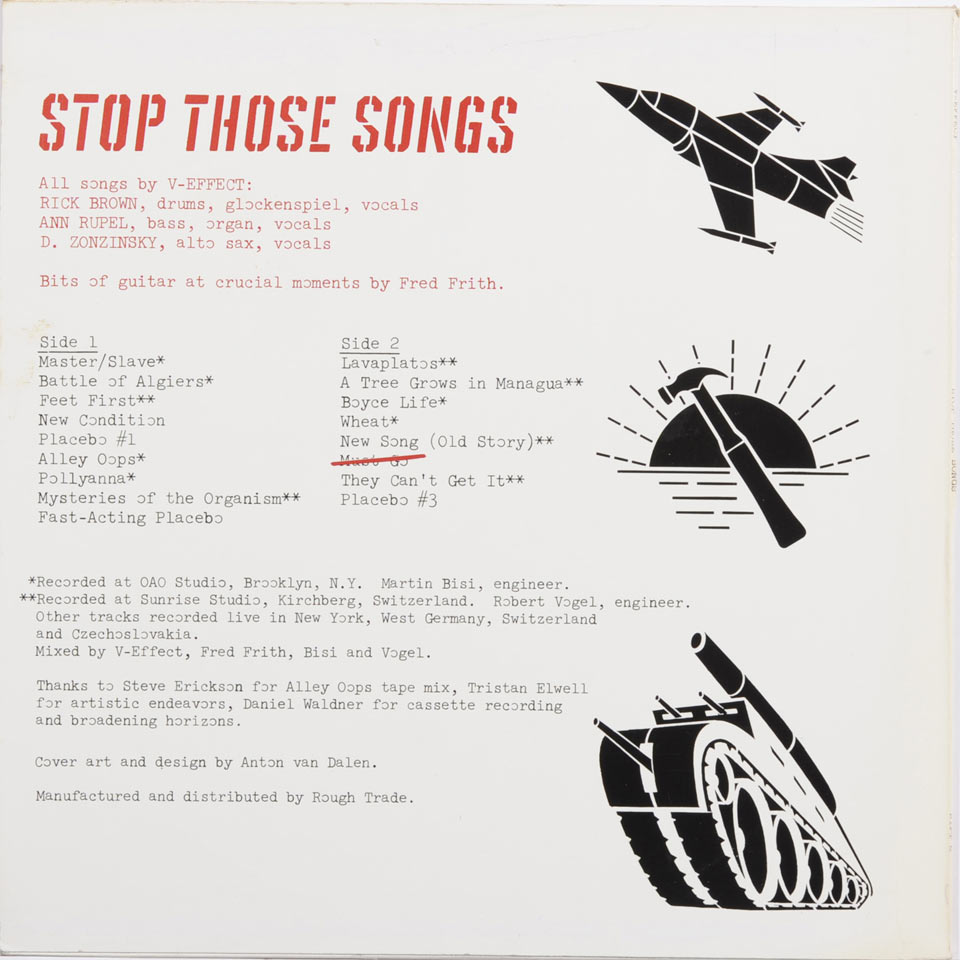 STOP THOSE SONGS
All songs by V-EFFECT:
RICK BROWN, drums, glockenspiel, vocals
ANN RUPEL, bass, organ, vocals
D. ZONZINSKY, alto sax, vocals
Bits of guitar at crucial moments by Fred Frith.
Side 1
Master/Slave*
Battle of Algiers*
Feet First**
New Condition
Placebo #1
Alley Oops*
Pollyanna*
Mysteries of the Organism**
Fast-Acting Placebo
Side 2
Lavaplatos**
A Tree Grows in Managua**
Boyce Life*
Wheat*
New Song (Old Story)**
Must Go
They Can't Get It**
Placebo #3
*Recorded at OAO Studio, Brooklyn, N.Y. Martin Bisi, engineer.
**Recorded at Sunrise Studio, Kirchberg, Switzerland. Robert Vogel, engineer.
Other tracks recorded live in New York, West Germany, Switzerland
and Czechoslovakia.
Mixed by V-Effect, Fred Frith, Bisi and Vogel.
Thanks to Steve Erickson for Alley Oops tape mix, Tristan Elwell
for artistic endeavors, Daniel Waldner for cassette recording
and broadening horizons.
Cover art and design by Anton van Dalen.
Manufactured and distributed by Rough Trade.